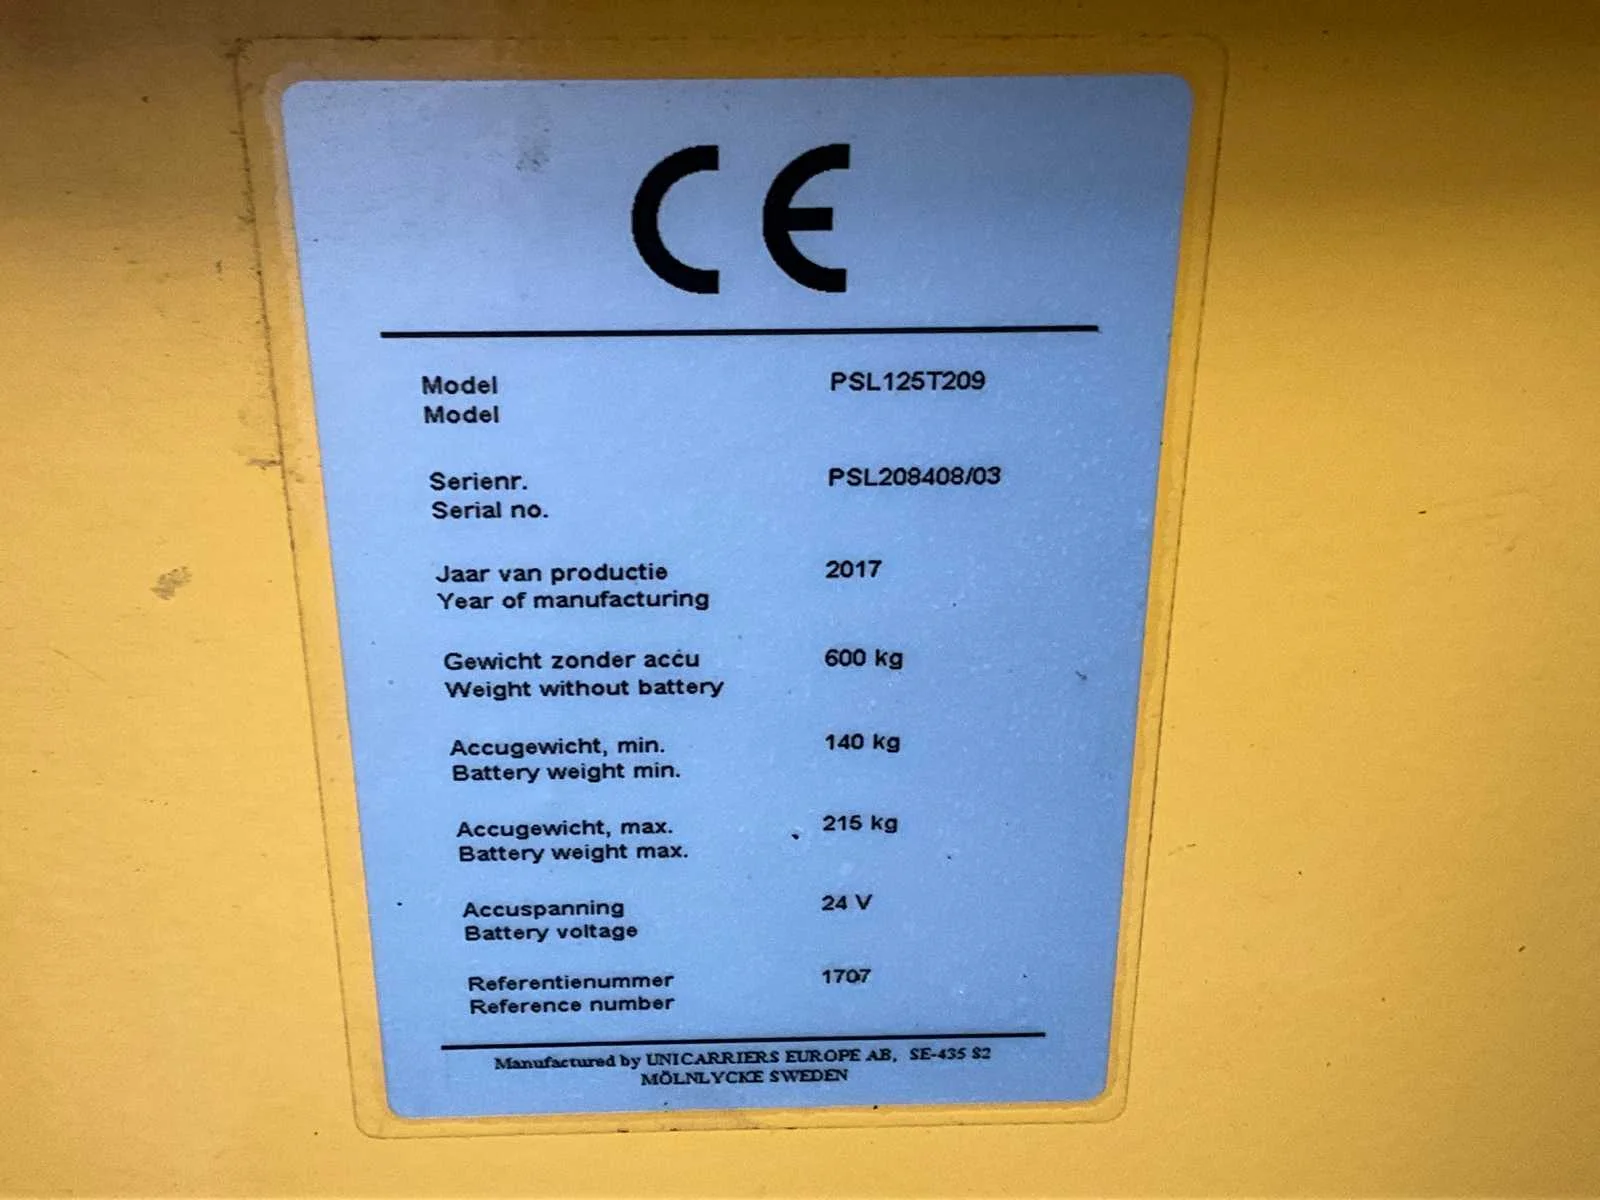 CE
Model PSL125T209
Model
Serienr. PSL208408/03
Serial no.
Jaar van productie 2017
Year of manufacturing
Gewicht zonder accu 600 kg
Weight without battery
Accugewicht, min. 140 kg
Battery weight min.
Accugewicht, max. 215 kg
Battery weight max.
Accuspanning 24 V
Battery voltage
Referentienummer 1707
Reference number
Manufactured by UNICARRIERS EUROPE AB, SE-435 82
MÖLNLYCKE SWEDEN